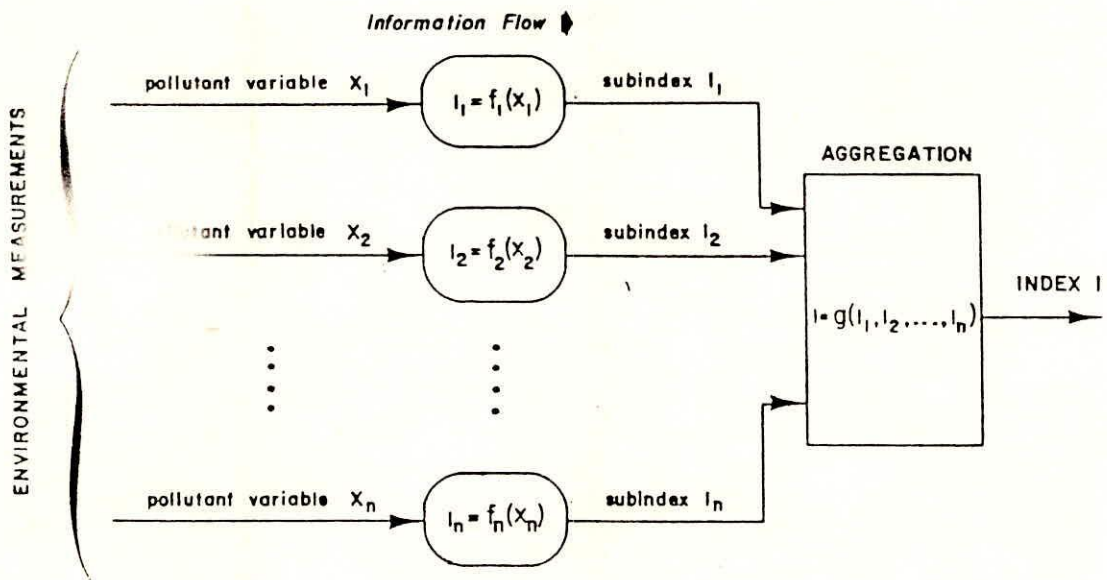 Information Flow
pollutant variable X₁
I₁ = f₁(X₁)
subindex I₁
AGGREGATION
variable X₂
I₂ = f₂(X₂)
subindex I₂
I = g(I₁, I₂, ..., Iₙ)
INDEX I
pollutant variable Xₙ
Iₙ = fₙ(Xₙ)
subindex Iₙ
ENVIRONMENTAL MEASUREMENTS